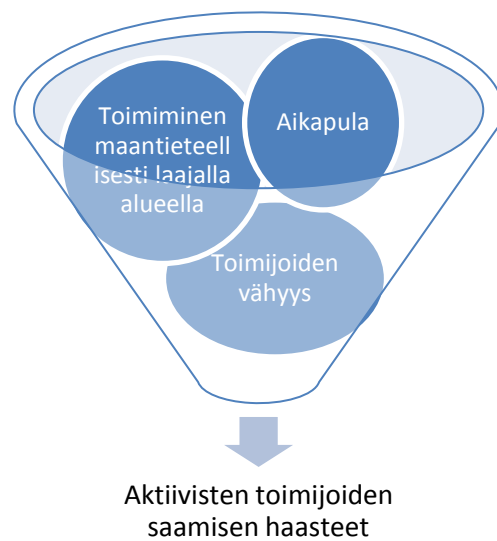 Toimiminen
maantieteell
isesti laajalla
alueella
Aikapula
Toimijoiden
vähyys
Aktiivisten toimijoiden
saamisen haasteet